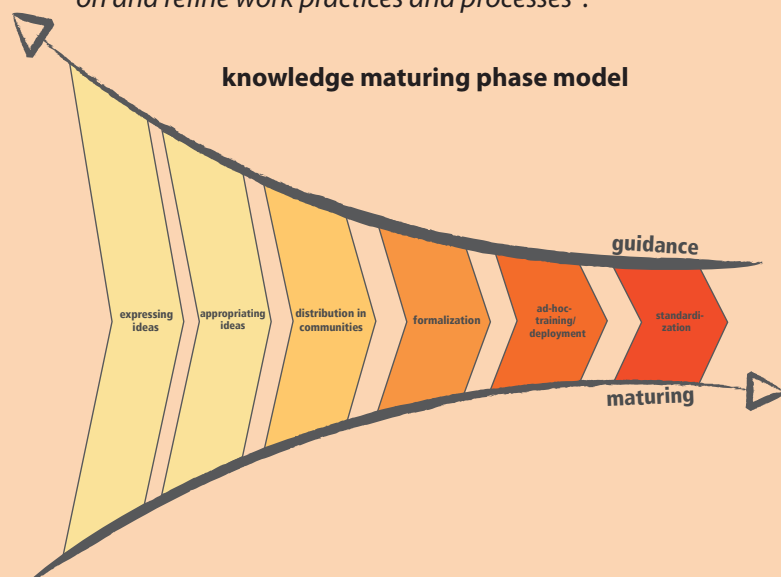 on and refine work practices and processes".
knowledge maturing phase model
guidance
expressing
ideas
appropriating
ideas
distribution in
communities
formalization
ad-hoc-
training/
deployment
standardi-
zation
maturing